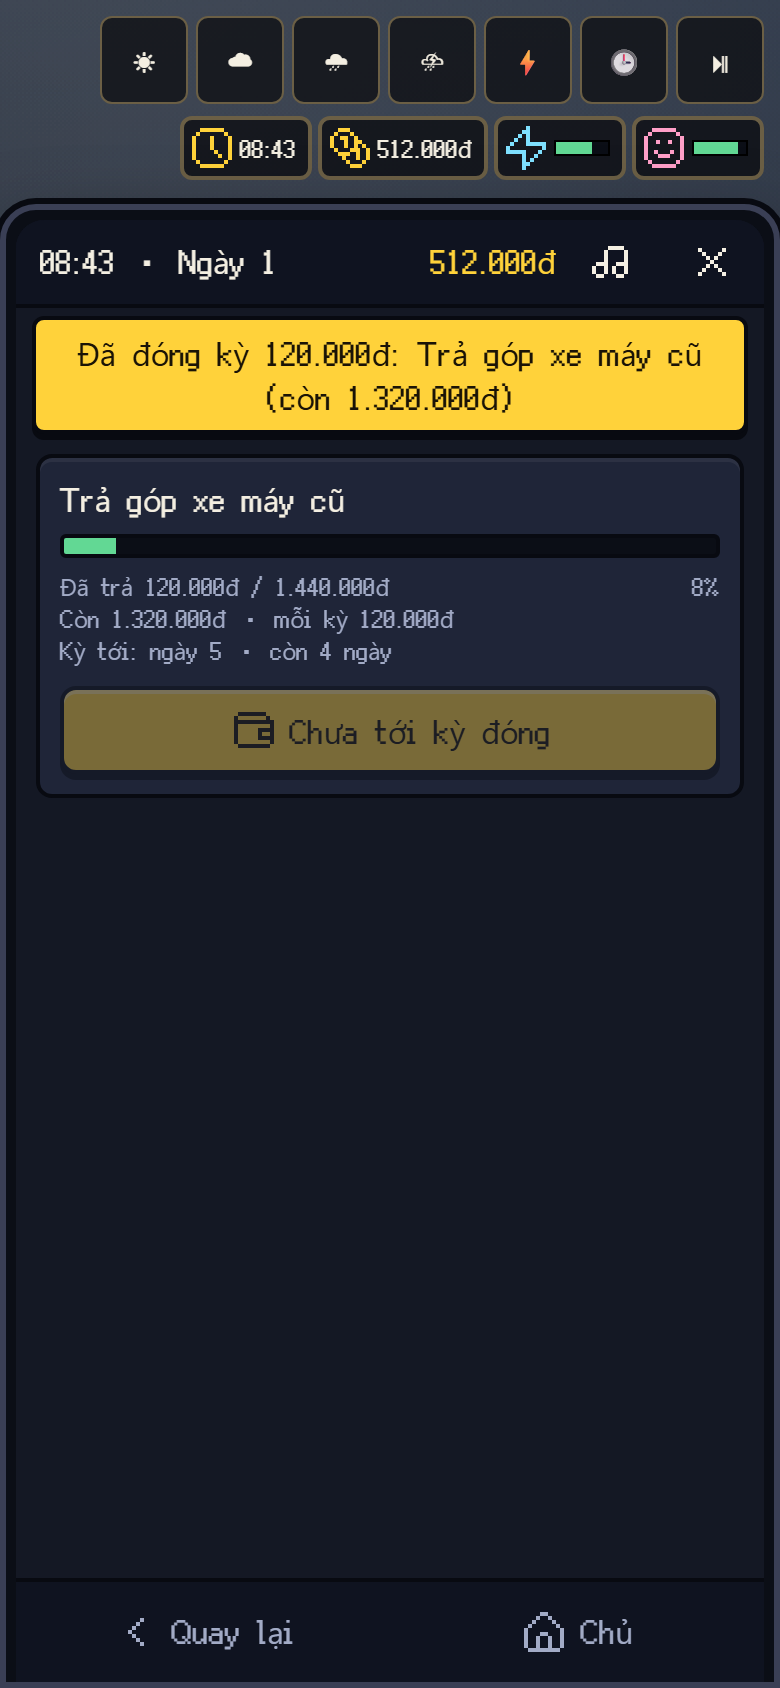 08:43
512.000đ
08:43 · Ngày 1
512.000đ
Đã đóng kỳ 120.000đ: Trả góp xe máy cũ
(còn 1.320.000đ)
Trả góp xe máy cũ
Đã trả 120.000đ / 1.440.000đ
8%
Còn 1.320.000đ · mỗi kỳ 120.000đ
Kỳ tới: ngày 5 · còn 4 ngày
Chưa tới kỳ đóng
Quay lại
Chủ